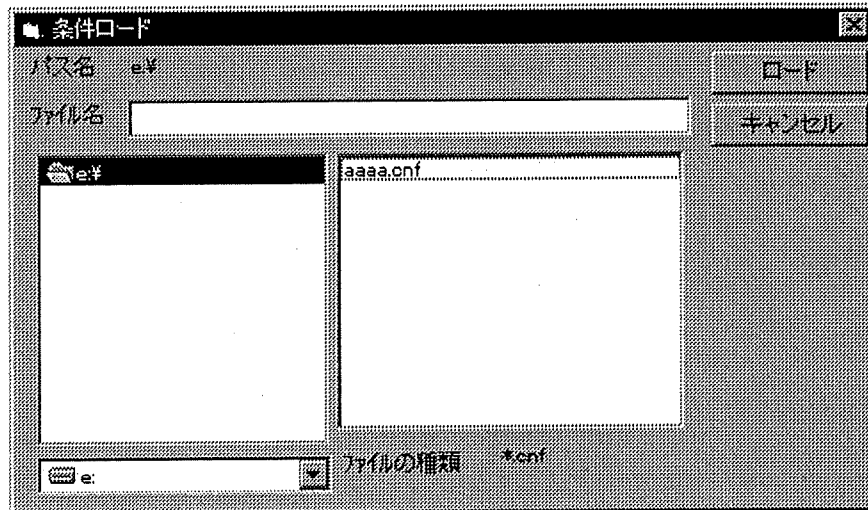 条件ロード
パス名 e:¥
ロード
ファイル名
キャンセル
e:¥
aaaa.cnf
e:
ファイルの種類 *.cnf